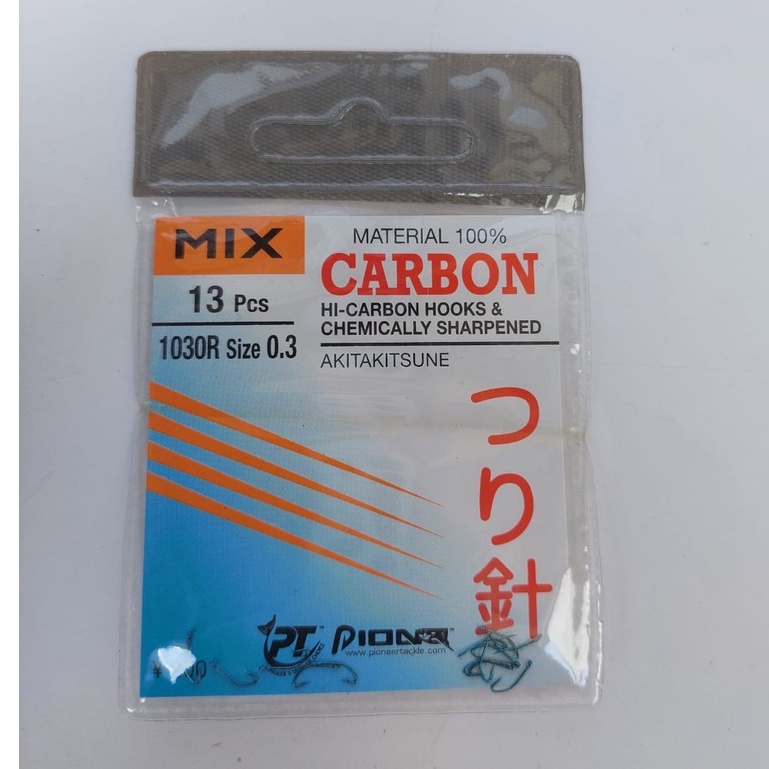 MIX
13 Pcs
1030R Size 0.3
MATERIAL 100%
CARBON
HI-CARBON HOOKS &
CHEMICALLY SHARPENED
AKITAKITSUNE
つり針
PT
www.pioneertackle.com